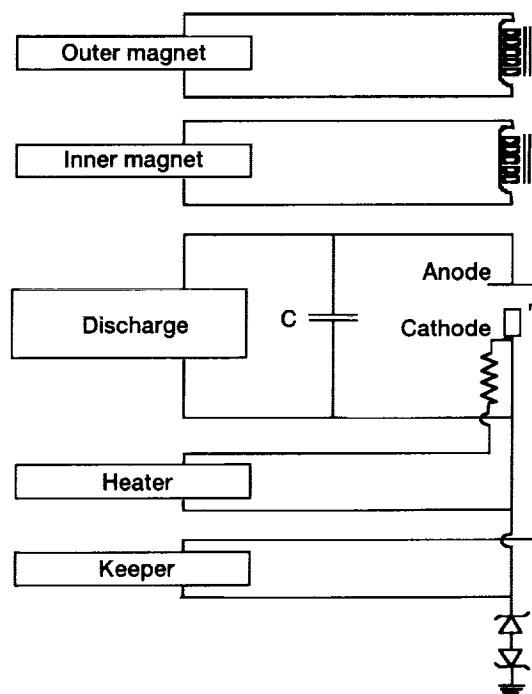 Outer magnet
Inner magnet
Anode
Discharge
C
Cathode
Heater
Keeper